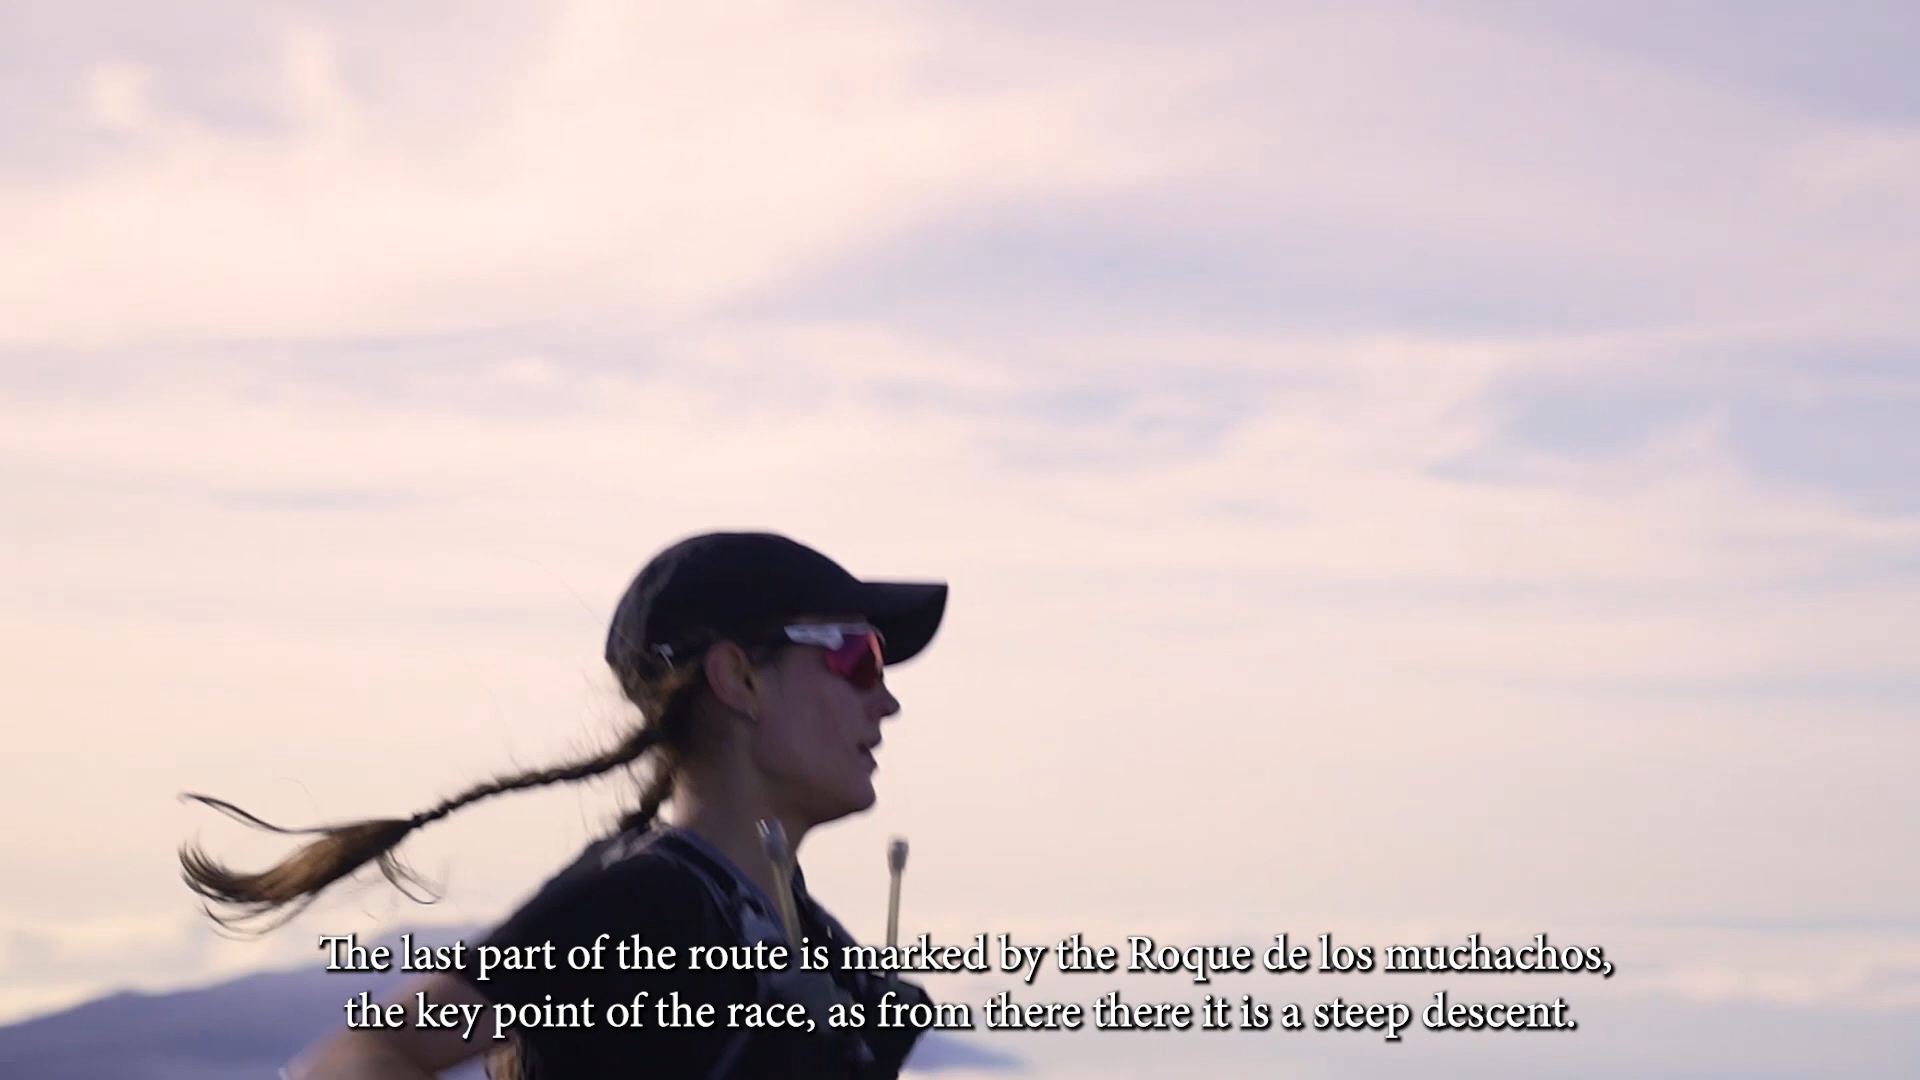 The last part of the route is marked by the Roque de los muchachos,
the key point of the race, as from there there it is a steep descent.